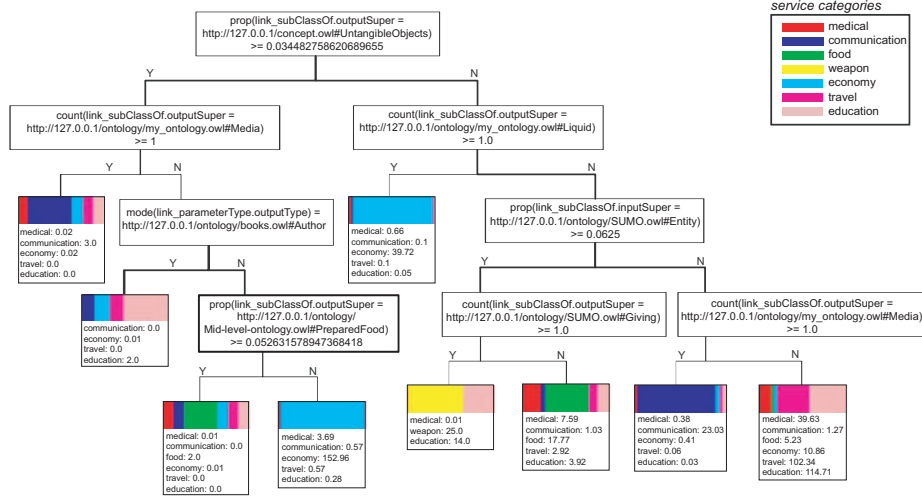 service categories
medical
communication
food
weapon
economy
travel
education
prop(link_subClassOf.outputSuper =
http://127.0.0.1/concept.owl#UntangibleObjects)
>= 0.034482758620689655
Y
N
count(link_subClassOf.outputSuper =
http://127.0.0.1/ontology/my_ontology.owl#Media)
>= 1
count(link_subClassOf.outputSuper =
http://127.0.0.1/ontology/my_ontology.owl#Liquid)
>= 1.0
Y
N
Y
N
medical: 0.02
communication: 3.0
economy: 0.02
travel: 0.0
education: 0.0
mode(link_parameterType.outputType) =
http://127.0.0.1/ontology/books.owl#Author
medical: 0.66
communication: 0.1
economy: 39.72
travel: 0.1
education: 0.05
prop(link_subClassOf.inputSuper =
http://127.0.0.1/ontology/SUMO.owl#Entity)
>= 0.0625
Y
N
Y
N
communication: 0.0
economy: 0.01
travel: 0.0
education: 2.0
prop(link_subClassOf.outputSuper =
http://127.0.0.1/ontology/
Mid-level-ontology.owl#PreparedFood)
>= 0.052631578947368418
count(link_subClassOf.outputSuper =
http://127.0.0.1/ontology/SUMO.owl#Giving)
>= 1.0
count(link_subClassOf.outputSuper =
http://127.0.0.1/ontology/my_ontology.owl#Media)
>= 1.0
Y
N
Y
N
Y
N
medical: 0.01
communication: 0.0
food: 2.0
economy: 0.01
travel: 0.0
education: 0.0
medical: 3.69
communication: 0.57
economy: 152.96
travel: 0.57
education: 0.28
medical: 0.01
weapon: 25.0
education: 14.0
medical: 7.59
communication: 1.03
food: 17.77
travel: 2.92
education: 3.92
medical: 0.38
communication: 23.03
economy: 0.41
travel: 0.06
education: 0.03
medical: 39.63
communication: 1.27
food: 5.23
economy: 10.86
travel: 102.34
education: 114.71